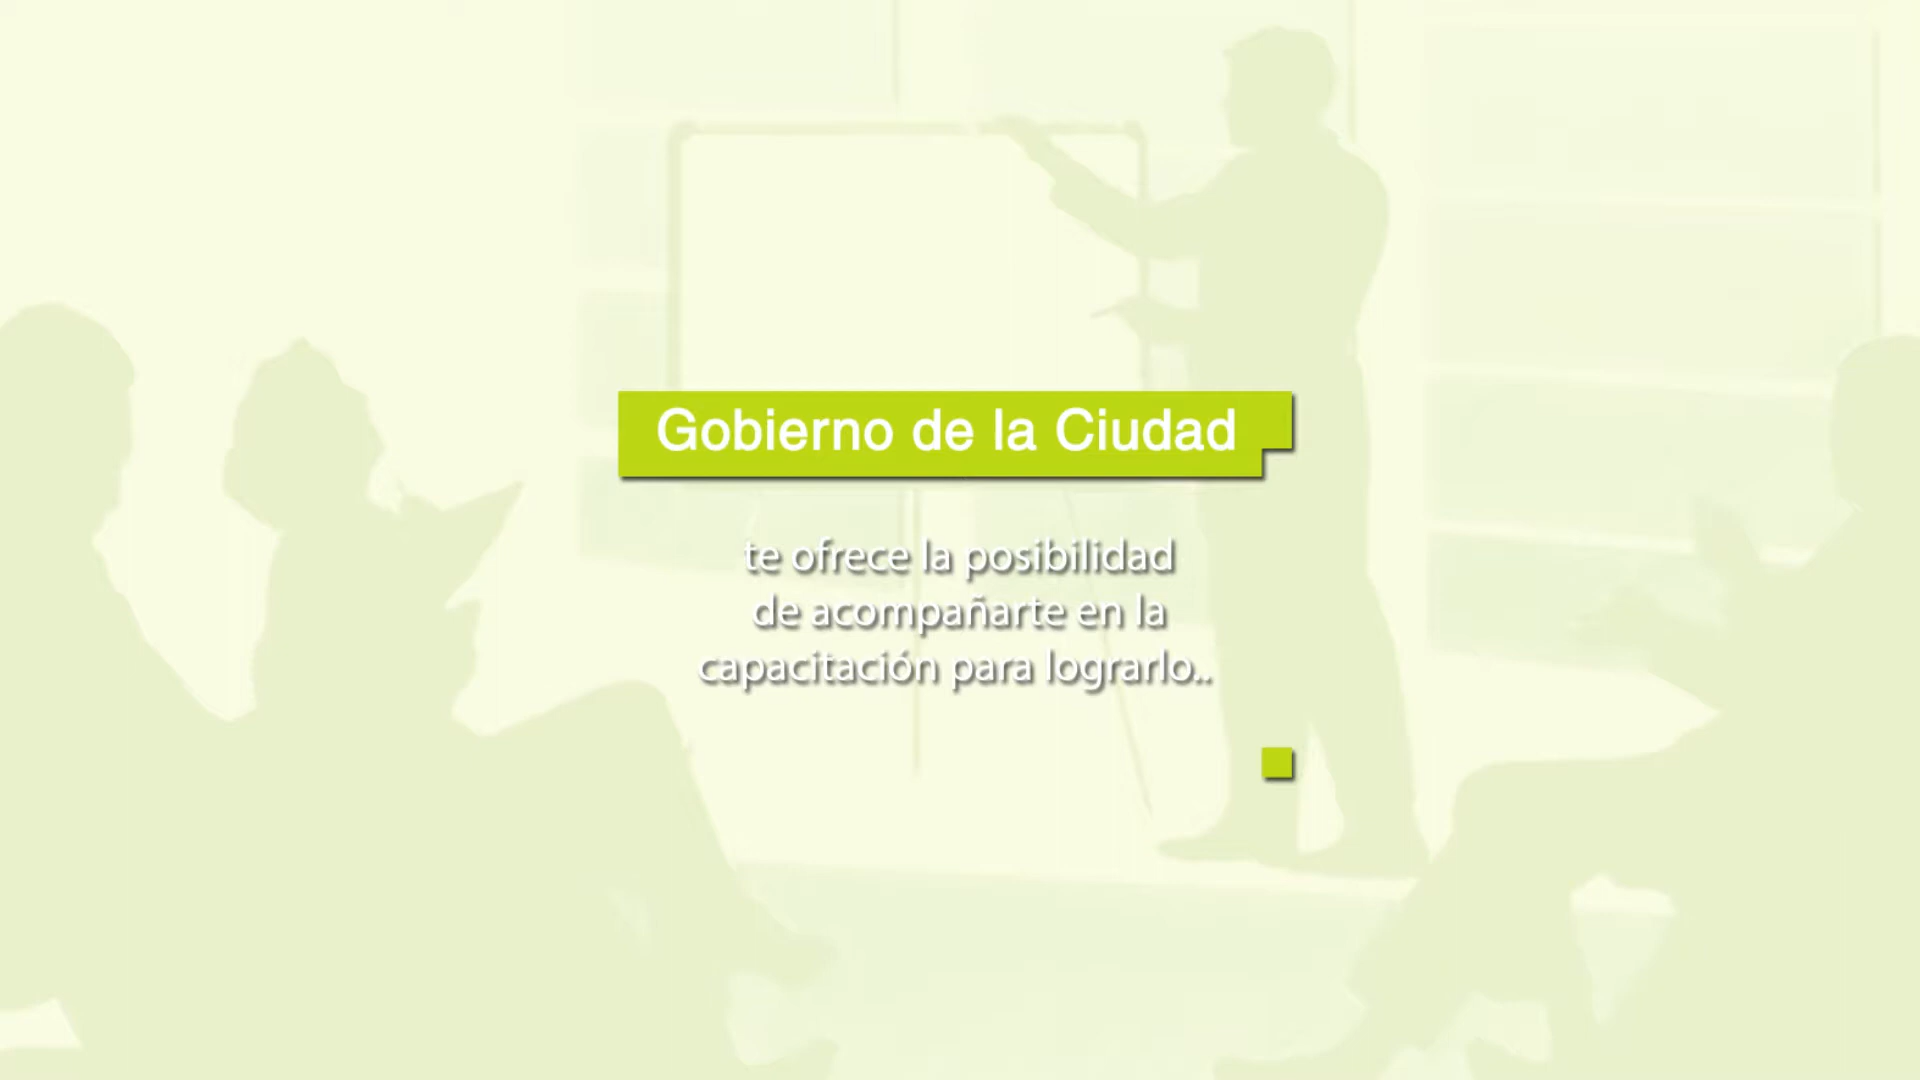 Gobierno de la Ciudad
te ofrece la posibilidad
de acompañarte en la
capacitación para lograrlo..